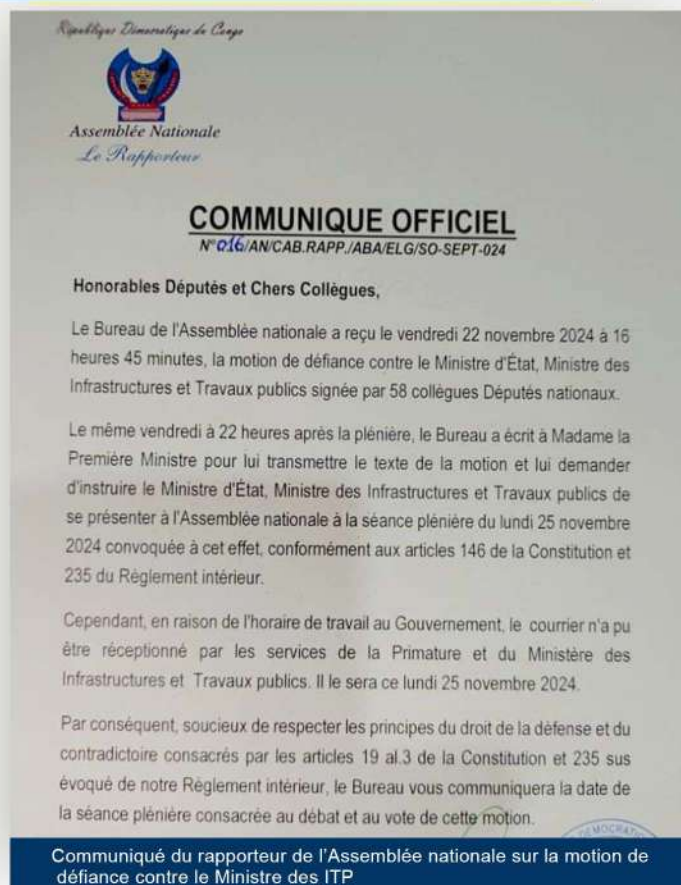 République Démocratique du Congo
Assemblée Nationale
Le Rapporteur
COMMUNIQUE OFFICIEL
N°016/AN/CAB.RAPP./ABA/ELG/SO-SEPT-024
Honorables Députés et Chers Collègues,
Le Bureau de l'Assemblée nationale a reçu le vendredi 22 novembre 2024 à 16
heures 45 minutes, la motion de défiance contre le Ministre d'État, Ministre des
Infrastructures et Travaux publics signée par 58 collègues Députés nationaux.
Le même vendredi à 22 heures après la plénière, le Bureau a écrit à Madame la
Première Ministre pour lui transmettre le texte de la motion et lui demander
d'instruire le Ministre d'État, Ministre des Infrastructures et Travaux publics de
se présenter à l'Assemblée nationale à la séance plénière du lundi 25 novembre
2024 convoquée à cet effet, conformément aux articles 146 de la Constitution et
235 du Règlement intérieur.
Cependant, en raison de l'horaire de travail au Gouvernement, le courrier n'a pu
être réceptionné par les services de la Primature et du Ministère des
Infrastructures et Travaux publics. Il le sera ce lundi 25 novembre 2024.
Par conséquent, soucieux de respecter les principes du droit de la défense et du
contradictoire consacrés par les articles 19 al.3 de la Constitution et 235 sus
évoqué de notre Règlement intérieur, le Bureau vous communiquera la date de
la séance plénière consacrée au débat et au vote de cette motion.
DEMOCRATI
Communiqué du rapporteur de l'Assemblée nationale sur la motion de
défiance contre le Ministre des ITP